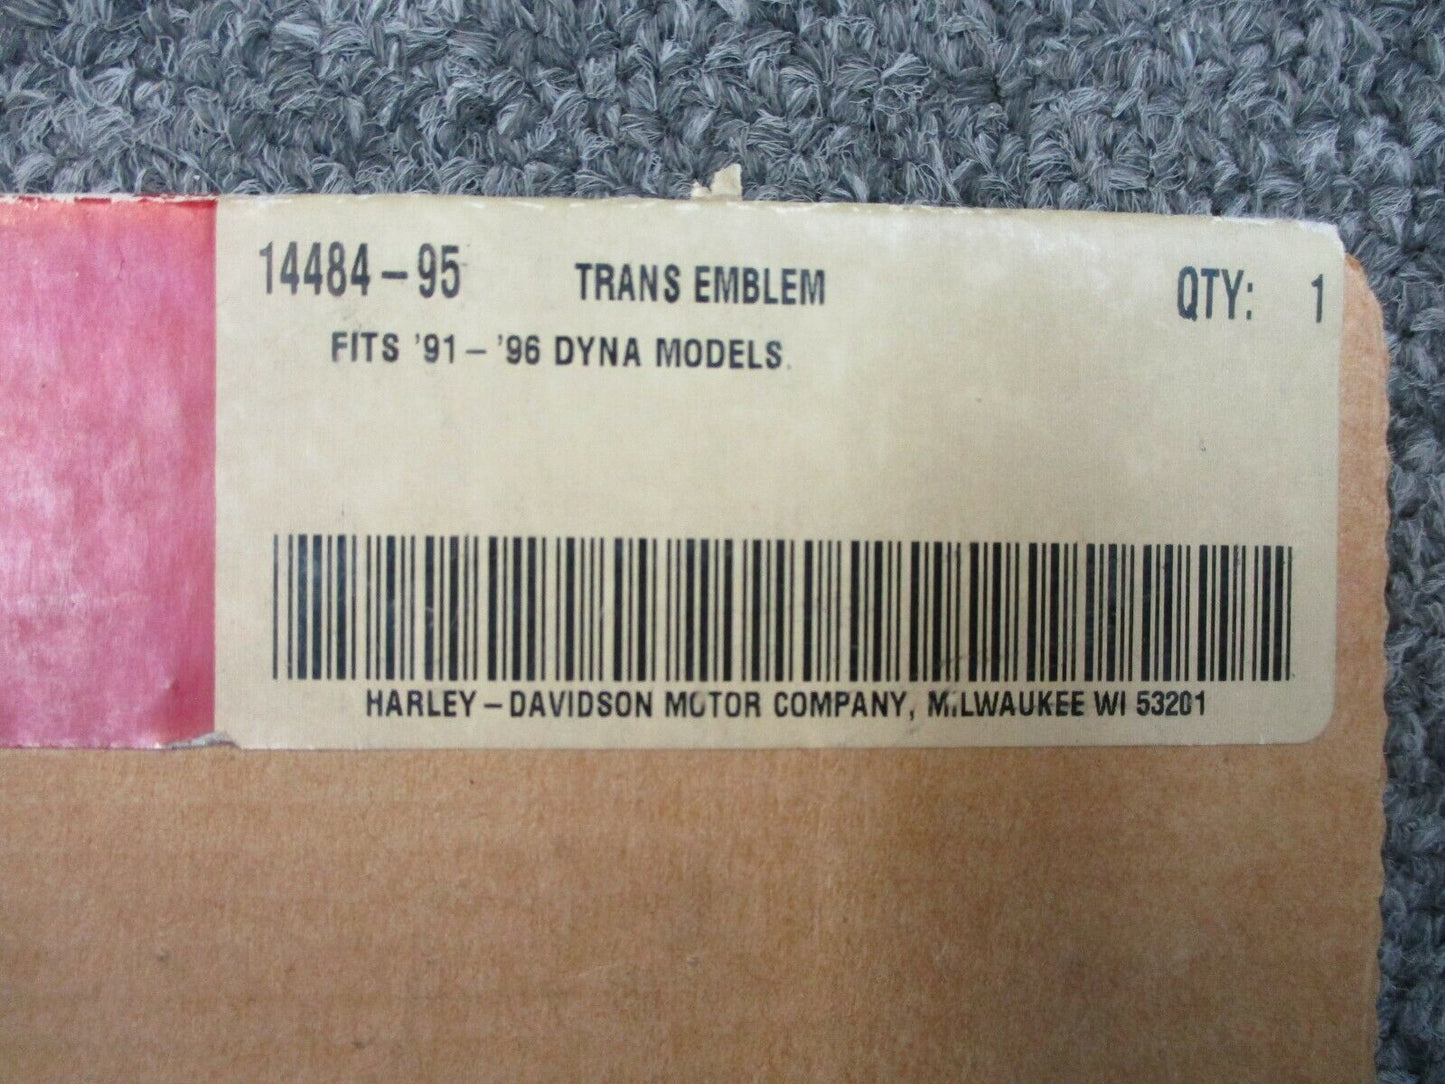 14484-95 TRANS EMBLEM QTY: 1
FITS '91-'96 DYNA MODELS.
HARLEY-DAVIDSON MOTOR COMPANY, MILWAUKEE WI 53201